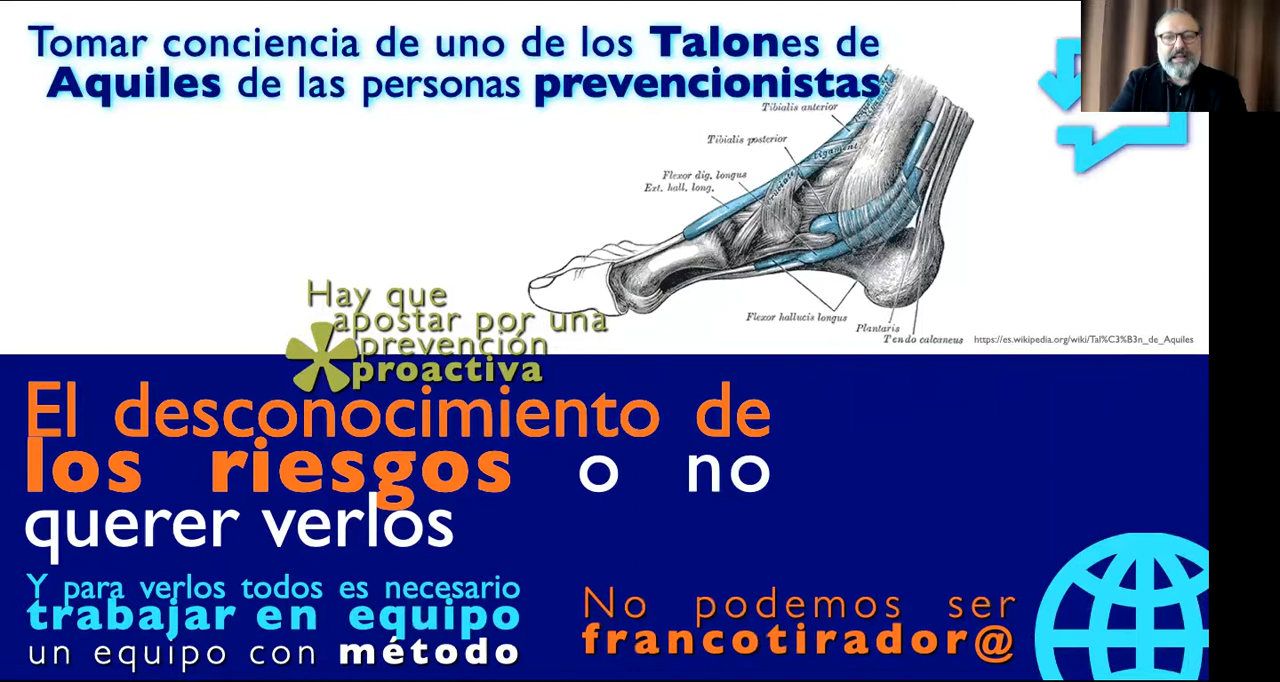 Tomar conciencia de uno de los Talones de
Aquiles de las personas prevencionistas
Tibialis anterior
Tibialis posterior
ligament
Flexor dig. longus
Ext. hall. long.
cruciate
Flexor hallucis longus
Plantaris
Tendo calcaneus
https://es.wikipedia.org/wiki/Tal%C3%B3n_de_Aquiles
Hay que
apostar por una
prevención
proactiva
El desconocimiento de
los riesgos o no
querer verlos
Y para verlos todos es necesario
trabajar en equipo
un equipo con método
No podemos ser
francotirador@